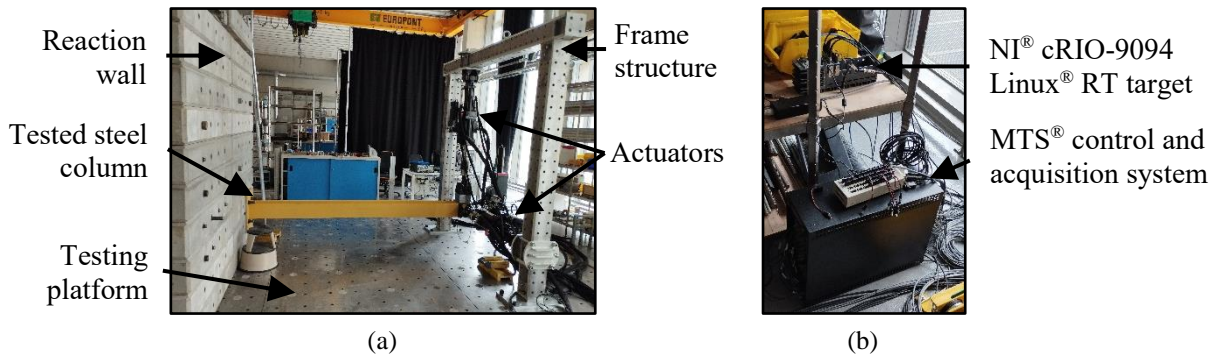 Reaction
wall
Tested steel
column
Testing
platform
EUROPONT
Frame
structure
Actuators
(a)
NI® cRIO-9094
Linux® RT target
MTS® control and
acquisition system
(b)